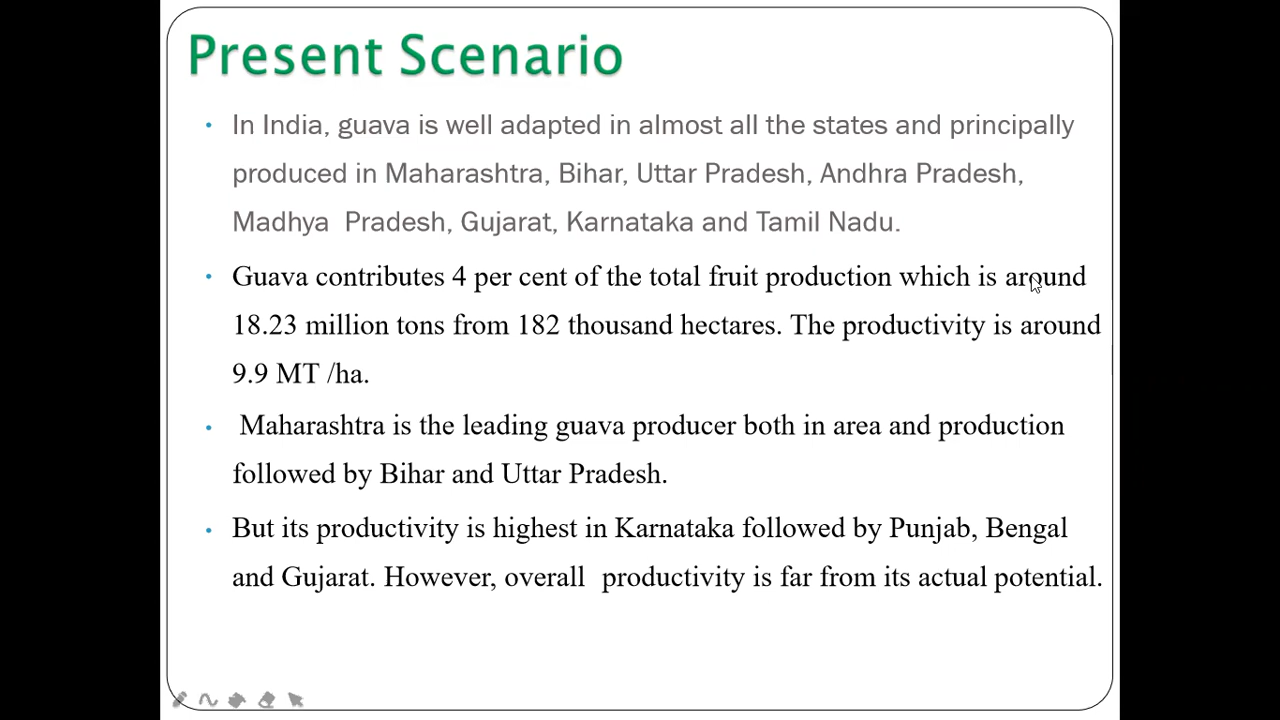 Present Scenario
• In India, guava is well adapted in almost all the states and principally
produced in Maharashtra, Bihar, Uttar Pradesh, Andhra Pradesh,
Madhya  Pradesh, Gujarat, Karnataka and Tamil Nadu.
• Guava contributes 4 per cent of the total fruit production which is around
18.23 million tons from 182 thousand hectares. The productivity is around
9.9 MT /ha.
• Maharashtra is the leading guava producer both in area and production
followed by Bihar and Uttar Pradesh.
• But its productivity is highest in Karnataka followed by Punjab, Bengal
and Gujarat. However, overall  productivity is far from its actual potential.